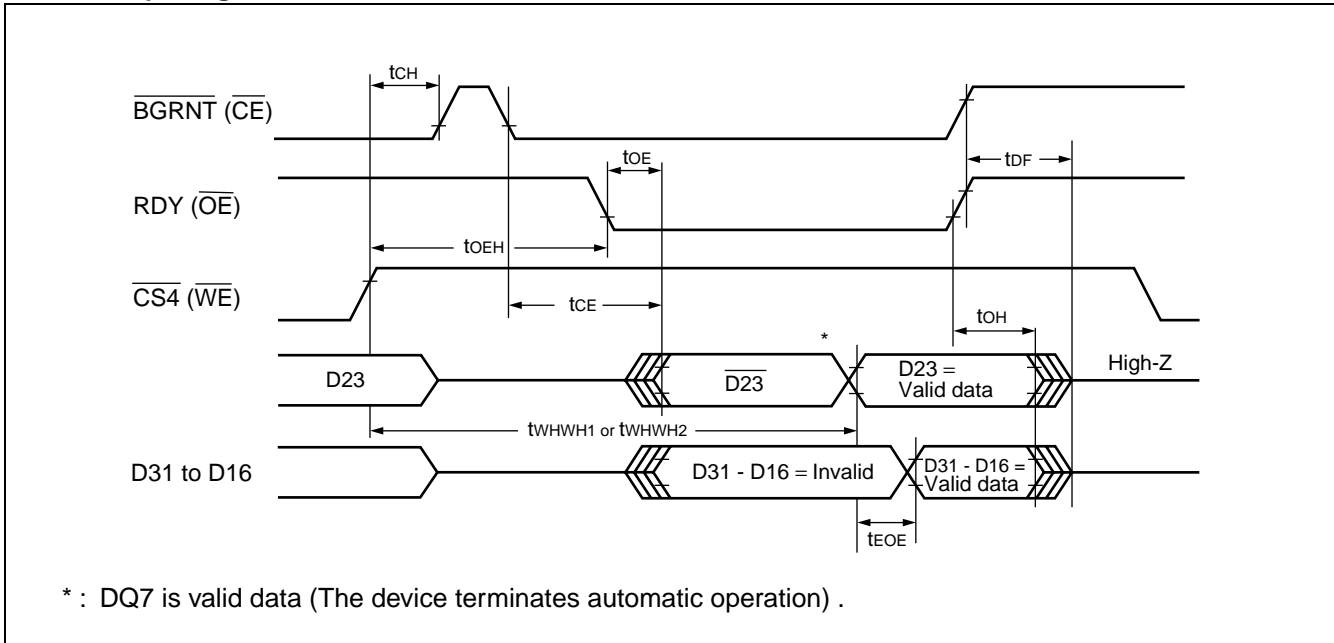 tCH
BGRNT (CE)
tOE
tDF
RDY (OE)
tOEH
CS4 (WE)
tCE
tOH
*
D23
D23
D23 =
Valid data
High-Z
tWHWH1 or tWHWH2
D31 to D16
D31 - D16 = Invalid
D31 - D16 =
Valid data
tEOE
* : DQ7 is valid data (The device terminates automatic operation) .